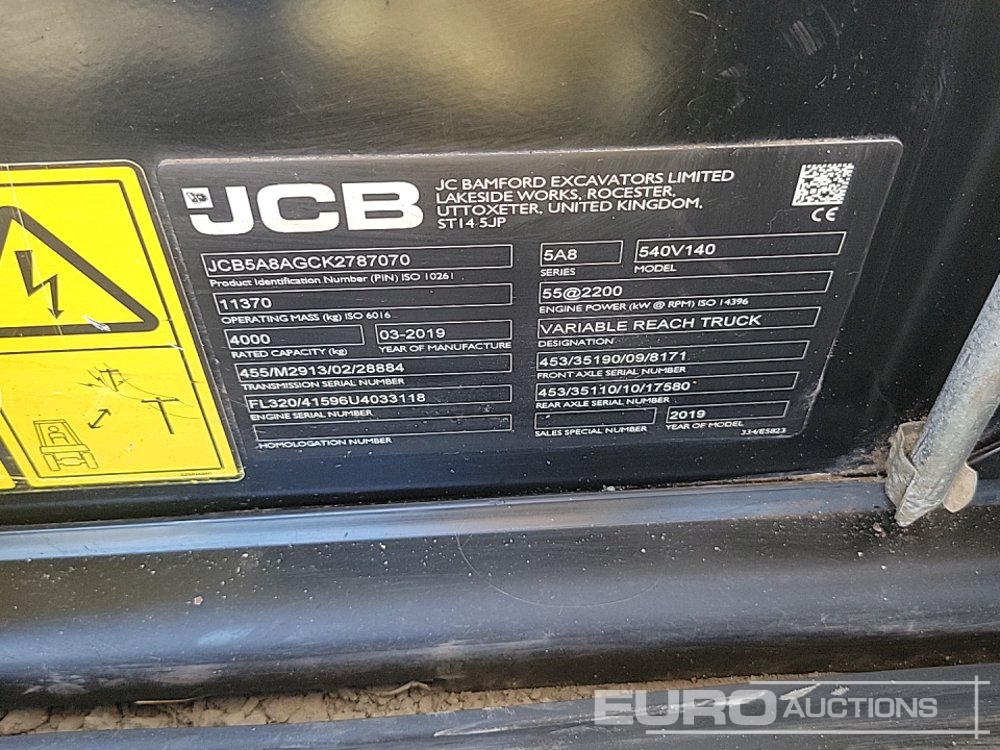 JCB
JC BAMFORD EXCAVATORS LIMITED
LAKESIDE WORKS, ROCESTER,
UTTOXETER, UNITED KINGDOM,
ST14 5JP
CE
JCB5A8AGCK2787070
Product Identification Number (PIN) ISO 10261
11370
OPERATING MASS (kg) ISO 6016
4000
RATED CAPACITY (kg)
03-2019
YEAR OF MANUFACTURE
455/M2913/02/28884
TRANSMISSION SERIAL NUMBER
FL320/41596U4033118
ENGINE SERIAL NUMBER
HOMOLOGATION NUMBER
5A8
SERIES
540V140
MODEL
55@2200
ENGINE POWER (kW @ RPM) ISO 14396
VARIABLE REACH TRUCK
DESIGNATION
453/35190/09/8171
FRONT AXLE SERIAL NUMBER
453/35110/10/17580
REAR AXLE SERIAL NUMBER
SALES SPECIAL NUMBER
2019
YEAR OF MODEL
334/E5823
EURO AUCTIONS